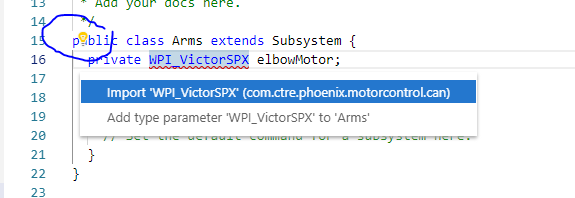 13 * Add your docs here.
14 */
15 public class Arms extends Subsystem {
16 private WPI_VictorSPX elbowMotor;
17
18 Import 'WPI_VictorSPX' (com.ctre.phoenix.motorcontrol.can)
19 Add type parameter 'WPI_VictorSPX' to 'Arms'
20 // Set the default command for a subsystem here.
21 }
22 }
23